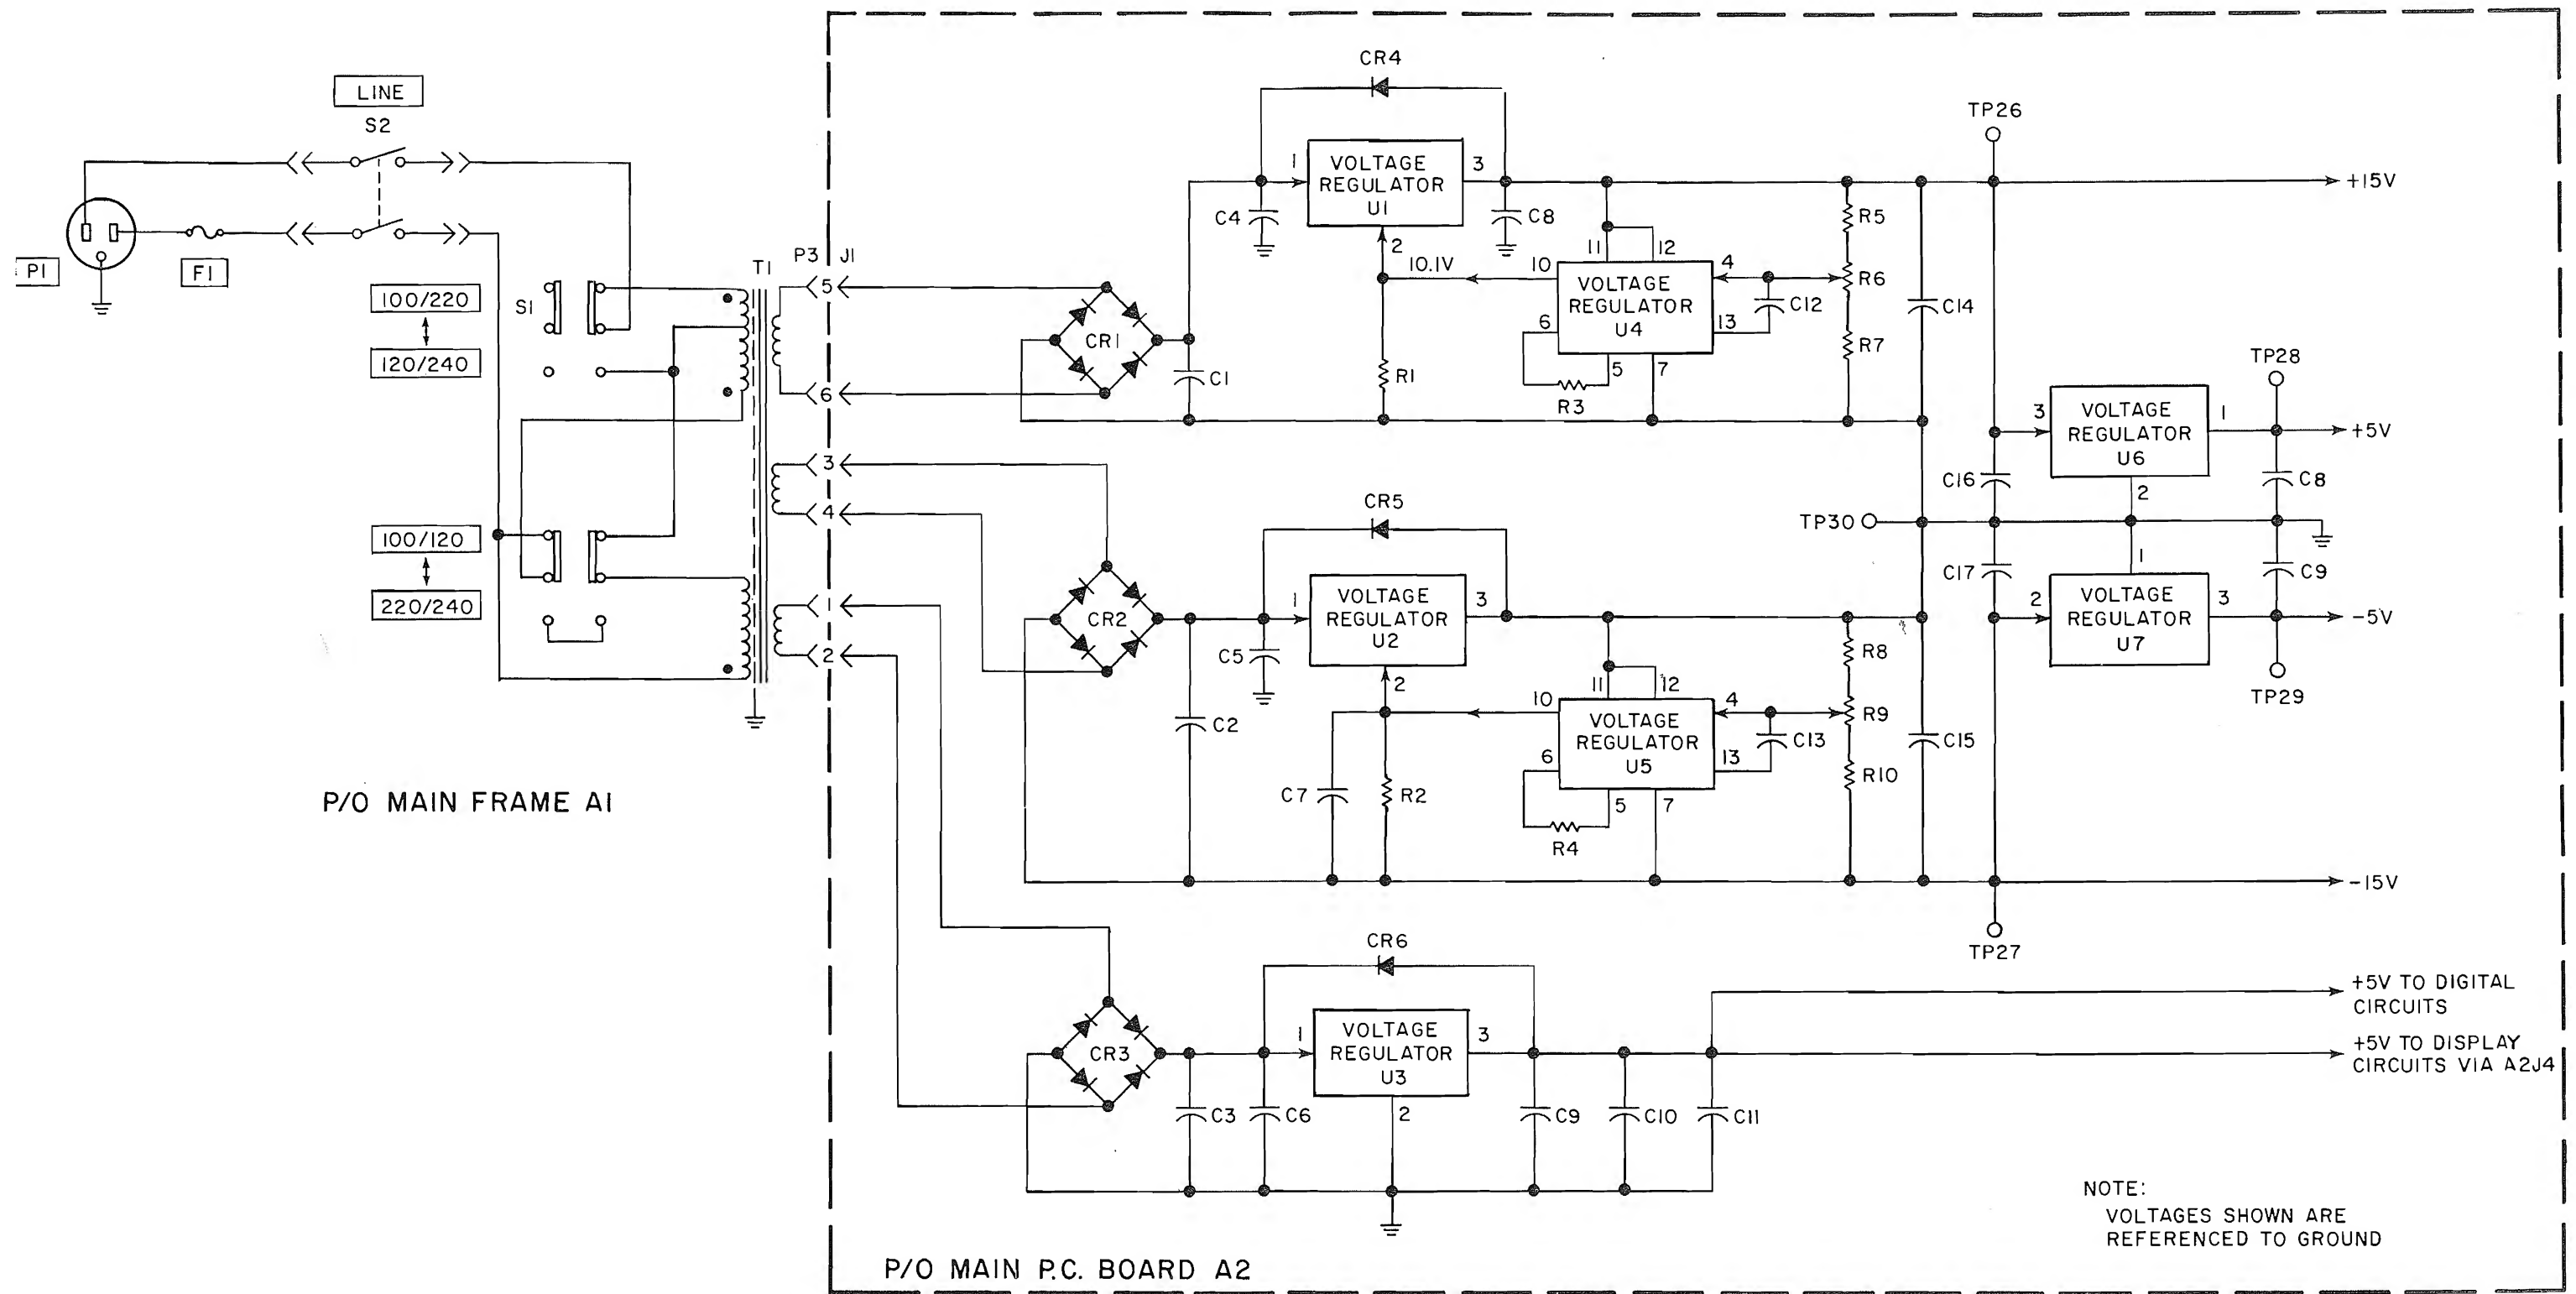 LINE
S2
P1
F1
100/220
120/240
S1
100/120
220/240
T1
P3
J1
5
6
3
4
1
2
P/O MAIN FRAME A1
CR4
1
VOLTAGE
REGULATOR
U1
3
2
C4
C8
CR1
C1
10.1V
R1
10
11
12
VOLTAGE
REGULATOR
U4
4
13
6
5
7
R3
C12
R5
R6
R7
C14
TP26
+15V
CR5
1
VOLTAGE
REGULATOR
U2
3
2
CR2
C2
C5
C7
R2
10
11
12
VOLTAGE
REGULATOR
U5
4
13
6
5
7
R4
C13
R8
R9
R10
C15
TP30
C16
C17
3
VOLTAGE
REGULATOR
U6
1
2
TP28
+5V
C8
C9
1
2
VOLTAGE
REGULATOR
U7
3
-5V
TP29
-15V
TP27
CR6
CR3
1
VOLTAGE
REGULATOR
U3
3
2
C3
C6
C9
C10
C11
+5V TO DIGITAL
CIRCUITS
+5V TO DISPLAY
CIRCUITS VIA A2J4
NOTE:
VOLTAGES SHOWN ARE
REFERENCED TO GROUND
P/O MAIN P.C. BOARD A2